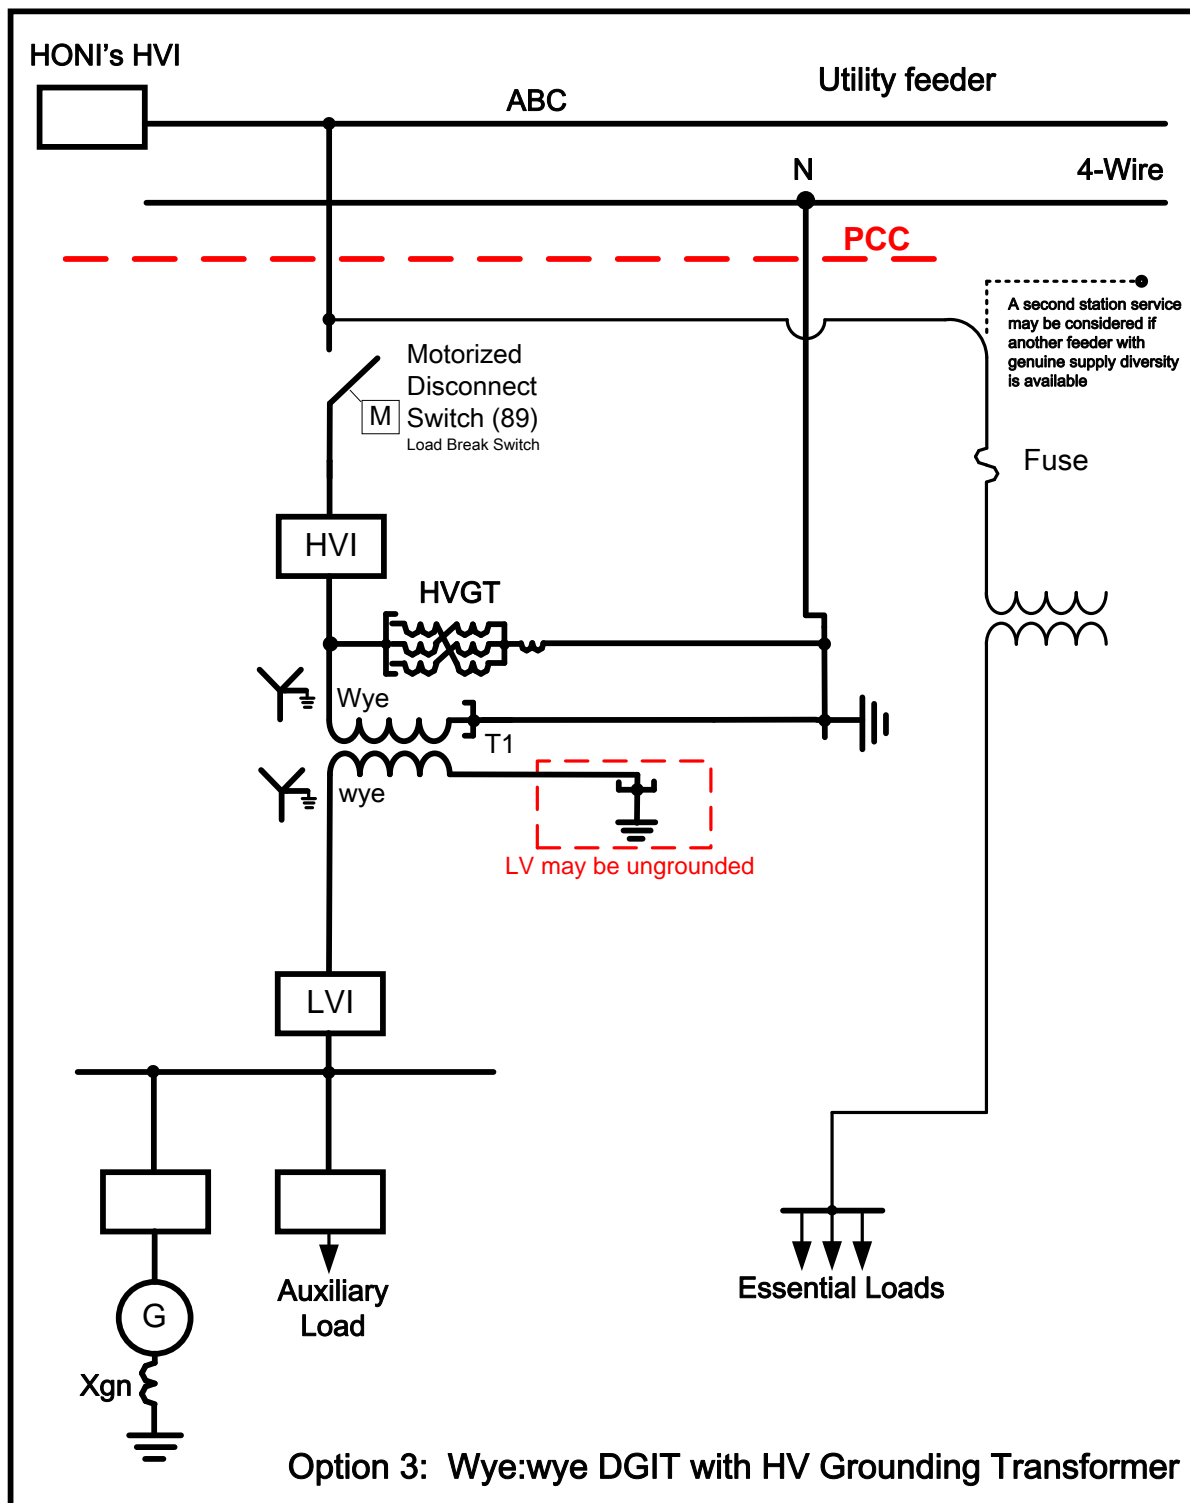 HONI's HVI
Utility feeder
ABC
N
4-Wire
PCC
A second station service
may be considered if
another feeder with
genuine supply diversity
is available
Motorized
Disconnect
Switch (89)
Load Break Switch
M
Fuse
HVI
HVGT
Wye
T1
wye
LV may be ungrounded
LVI
Auxiliary
Load
Essential Loads
G
Xgn
Option 3: Wye:wye DGIT with HV Grounding Transformer